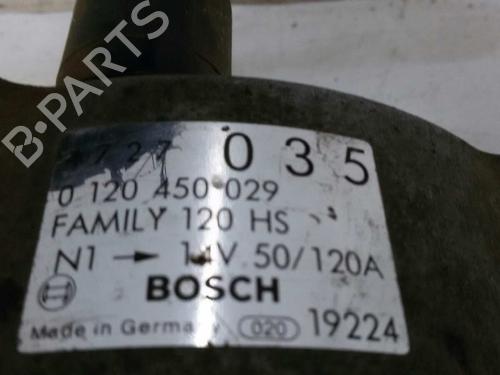 B-PARTS
727 035
0 120 450 029
FAMILY 120 HS
N1 → 14V 50/120A
BOSCH
Made in Germany 020 19224